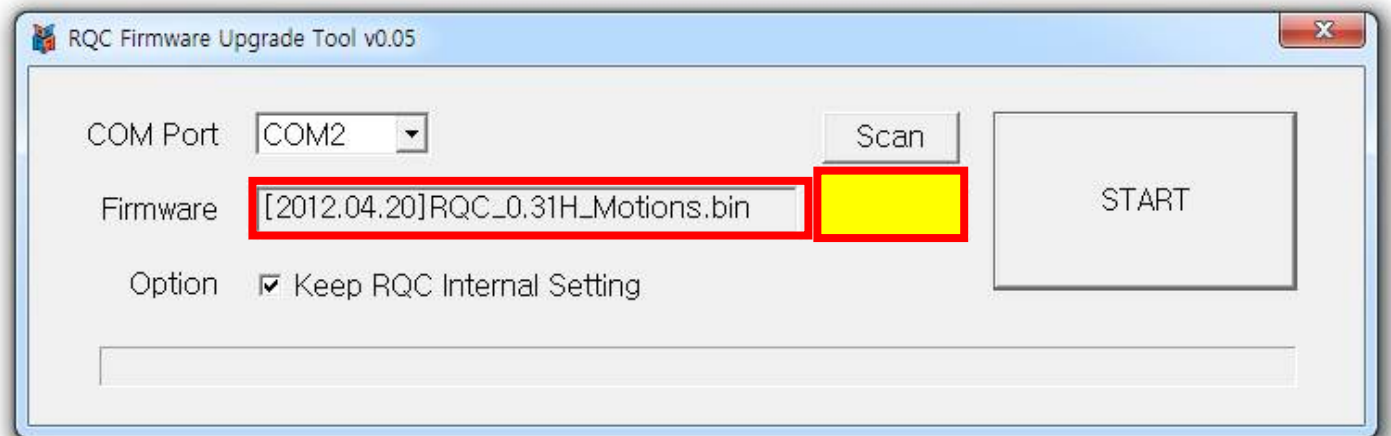 RQC Firmware Upgrade Tool v0.05
COM Port COM2 Scan
Firmware [2012.04.20]RQC_0.31H_Motions.bin START
Option Keep RQC Internal Setting